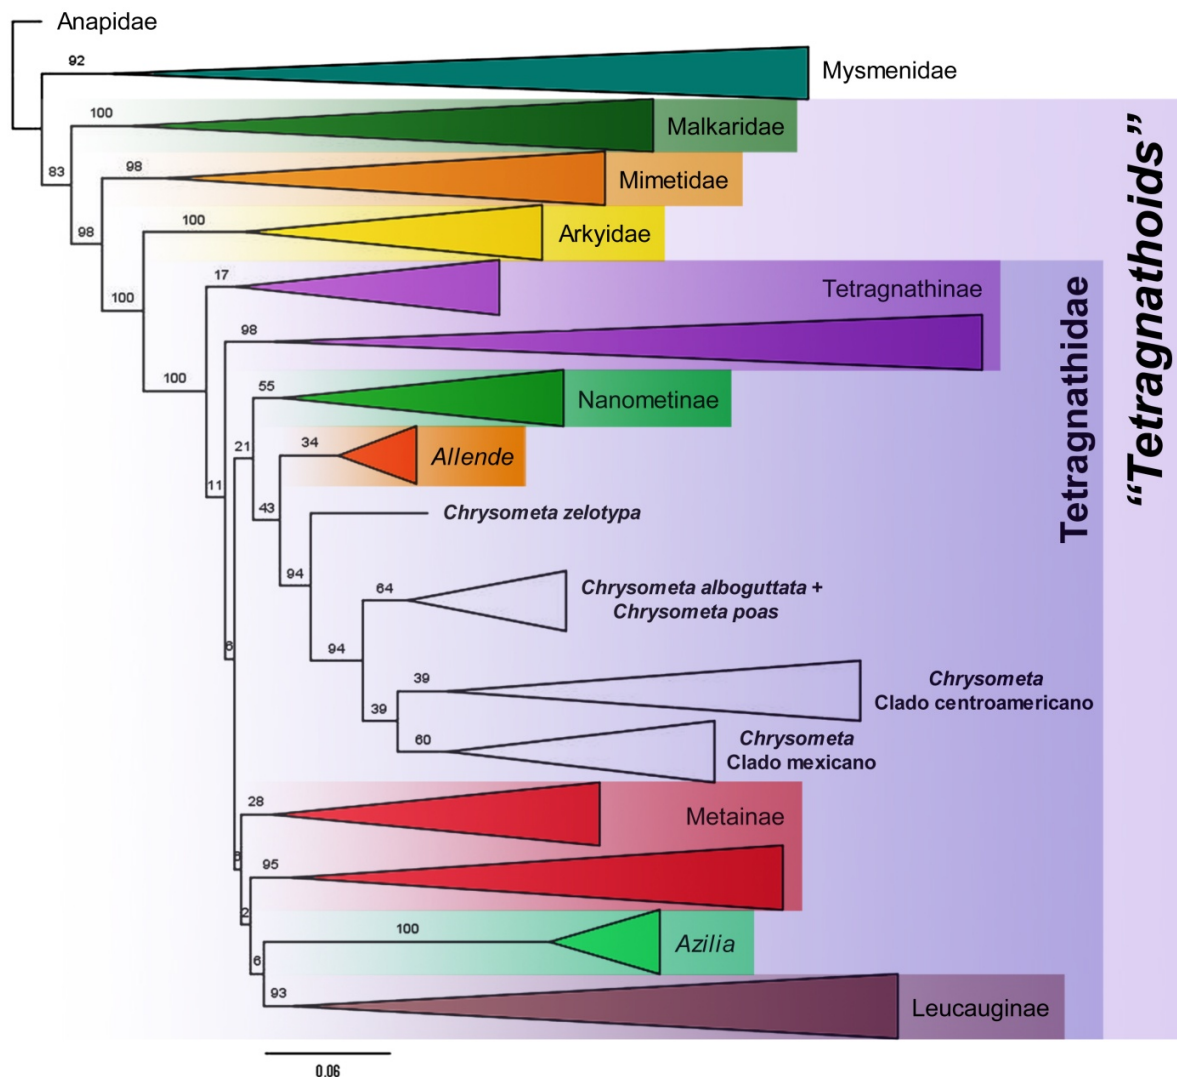 Anapidae
92
Mysmenidae
100
Malkaridae
83
98
Mimetidae
98
100
Arkyidae
100
17
Tetragnathinae
100
98
55
Nanometinae
21
34
Allende
11
43
Chrysometa zelotypa
94
64
Chrysometa alboguttata +
Chrysometa poas
6
94
39
Chrysometa
Clado centroamericano
39
60
Chrysometa
Clado mexicano
28
Metainae
95
2
100
Azilia
6
93
Leucauginae
0.06
Tetragnathidae
“Tetragnathoids”